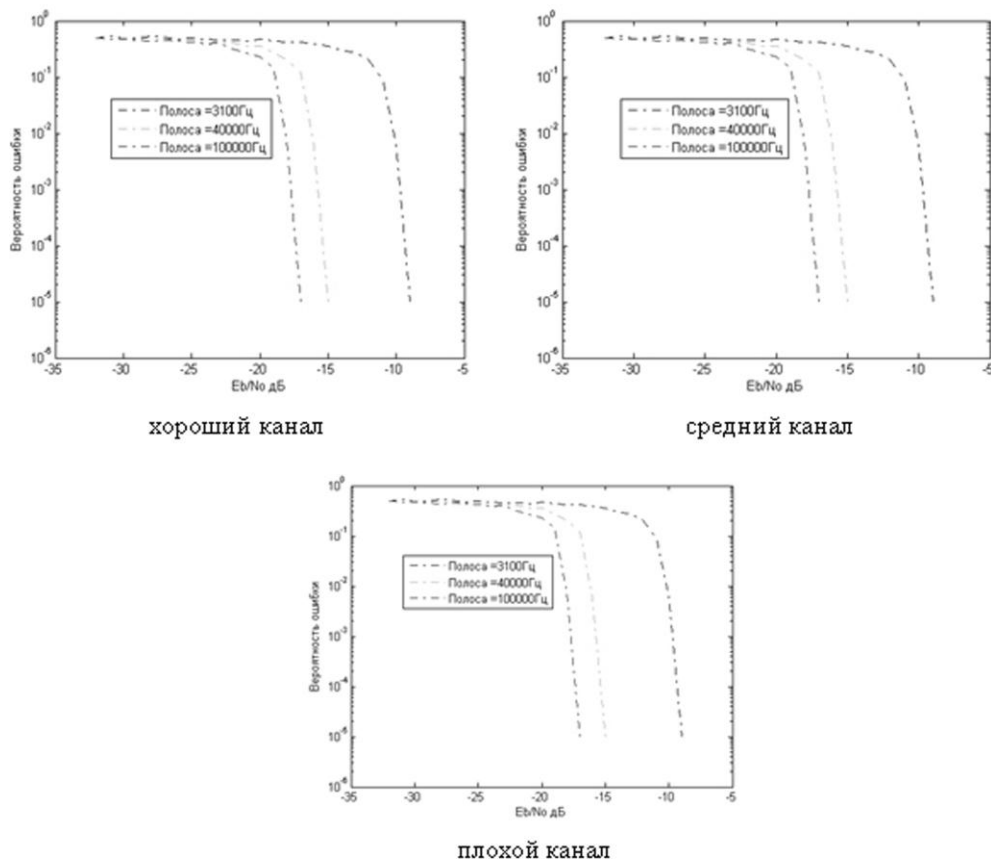 10^0
10^-1
10^-2
10^-3
10^-4
10^-5
10^-6
Вероятность ошибки
Полоса =3100Гц
Полоса =40000Гц
Полоса =100000Гц
-35 -30 -25 -20 -15 -10 -5
Eb/No дБ
хороший канал
10^0
10^-1
10^-2
10^-3
10^-4
10^-5
10^-6
Вероятность ошибки
Полоса =3100Гц
Полоса =40000Гц
Полоса =100000Гц
-35 -30 -25 -20 -15 -10 -5
Eb/No дБ
средний канал
10^0
10^-1
10^-2
10^-3
10^-4
10^-5
10^-6
Вероятность ошибки
Полоса =3100Гц
Полоса =40000Гц
Полоса =100000Гц
-35 -30 -25 -20 -15 -10 -5
Eb/No дБ
плохой канал